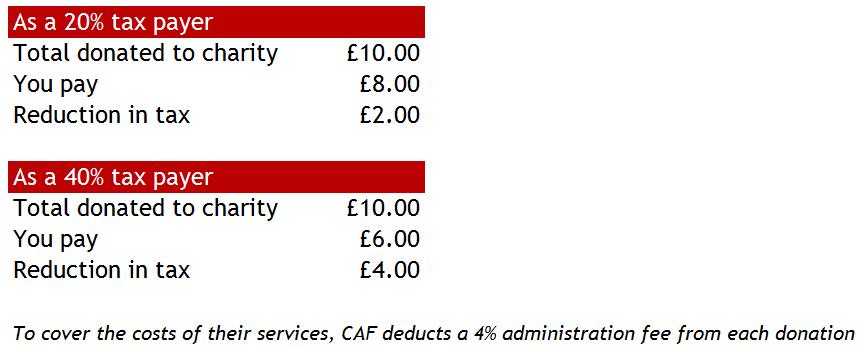 As a 20% tax payer
Total donated to charity £10.00
You pay £8.00
Reduction in tax £2.00
As a 40% tax payer
Total donated to charity £10.00
You pay £6.00
Reduction in tax £4.00
To cover the costs of their services, CAF deducts a 4% administration fee from each donation